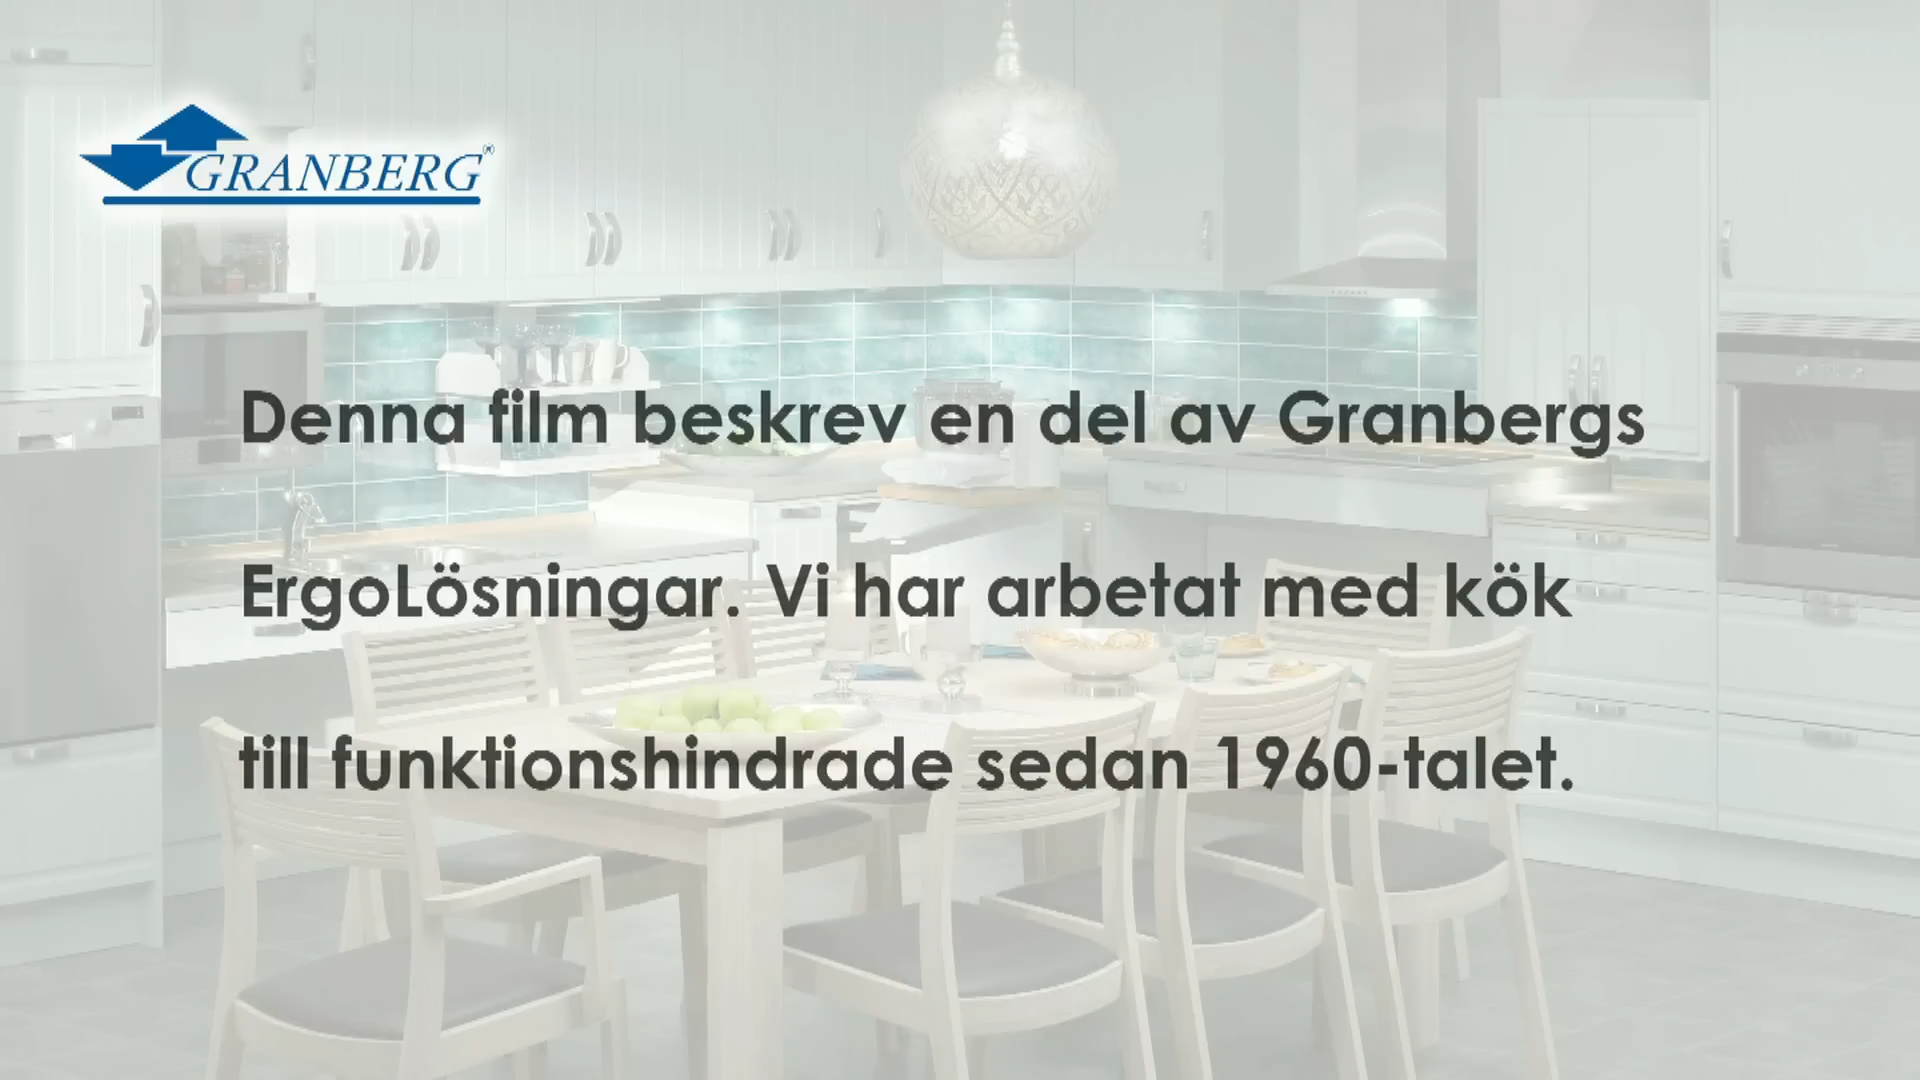 GRANBERG®
Denna film beskrev en del av Granbergs
ErgoLösningar. Vi har arbetat med kök
till funktionshindrade sedan 1960-talet.